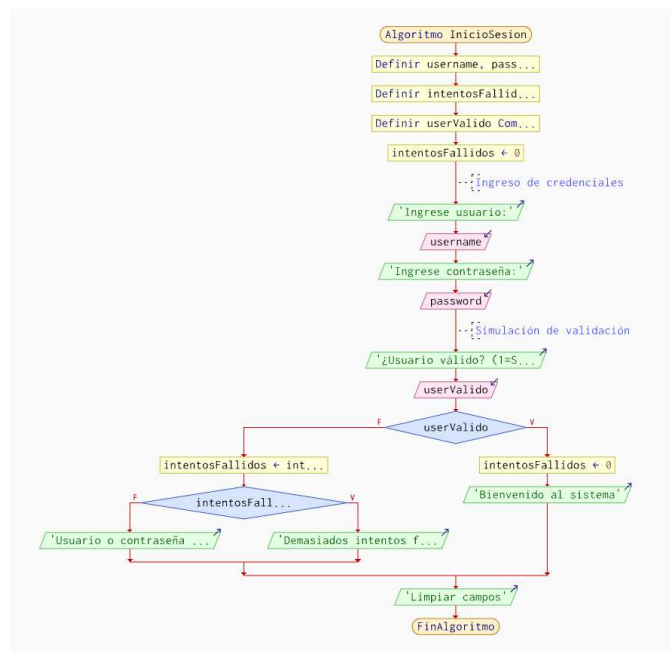 Algoritmo InicioSesion
Definir username, pass...
Definir intentosFallid...
Definir userValido Com...
intentosFallidos ← 0
Ingreso de credenciales
'Ingrese usuario:'
username
'Ingrese contraseña:'
password
Simulación de validación
'¿Usuario válido? (1=S...
userValido
F
userValido
V
intentosFallidos ← int...
intentosFallidos ← 0
F
intentosFall...
V
'Bienvenido al sistema'
'Usuario o contraseña ...
'Demasiados intentos f...
'Limpiar campos'
FinAlgoritmo